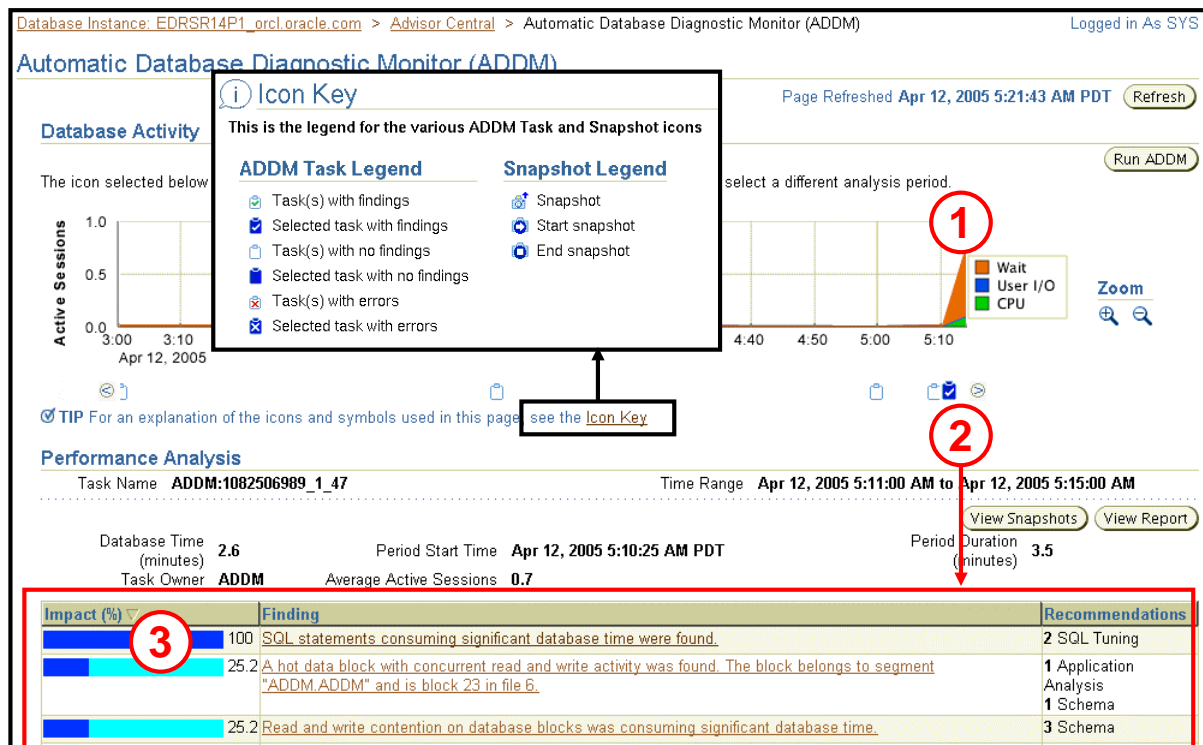 Database Instance: EDRSR14P1_orcl.oracle.com > Advisor Central > Automatic Database Diagnostic Monitor (ADDM)
Logged in As SYS
Automatic Database Diagnostic Monitor (ADDM)
Page Refreshed Apr 12, 2005 5:21:43 AM PDT
Refresh
Icon Key
This is the legend for the various ADDM Task and Snapshot icons
ADDM Task Legend
Task(s) with findings
Selected task with findings
Task(s) with no findings
Selected task with no findings
Task(s) with errors
Selected task with errors
Snapshot Legend
Snapshot
Start snapshot
End snapshot
Database Activity
Run ADDM
The icon selected below
select a different analysis period.
1
Active Sessions
1.0
0.5
0.0
3:00 3:10 4:40 4:50 5:00 5:10
Apr 12, 2005
Wait
User I/O
CPU
Zoom
TIP For an explanation of the icons and symbols used in this page, see the Icon Key
2
Performance Analysis
Task Name ADDM:1082506989_1_47
Time Range Apr 12, 2005 5:11:00 AM to Apr 12, 2005 5:15:00 AM
View Snapshots
View Report
Database Time (minutes) 2.6
Period Start Time Apr 12, 2005 5:10:25 AM PDT
Period Duration (minutes) 3.5
Task Owner ADDM
Average Active Sessions 0.7
Impact (%) Finding Recommendations
3
100 SQL statements consuming significant database time were found. 2 SQL Tuning
25.2 A hot data block with concurrent read and write activity was found. The block belongs to segment
"ADDM.ADDM" and is block 23 in file 6.
1 Application
Analysis
1 Schema
25.2 Read and write contention on database blocks was consuming significant database time. 3 Schema